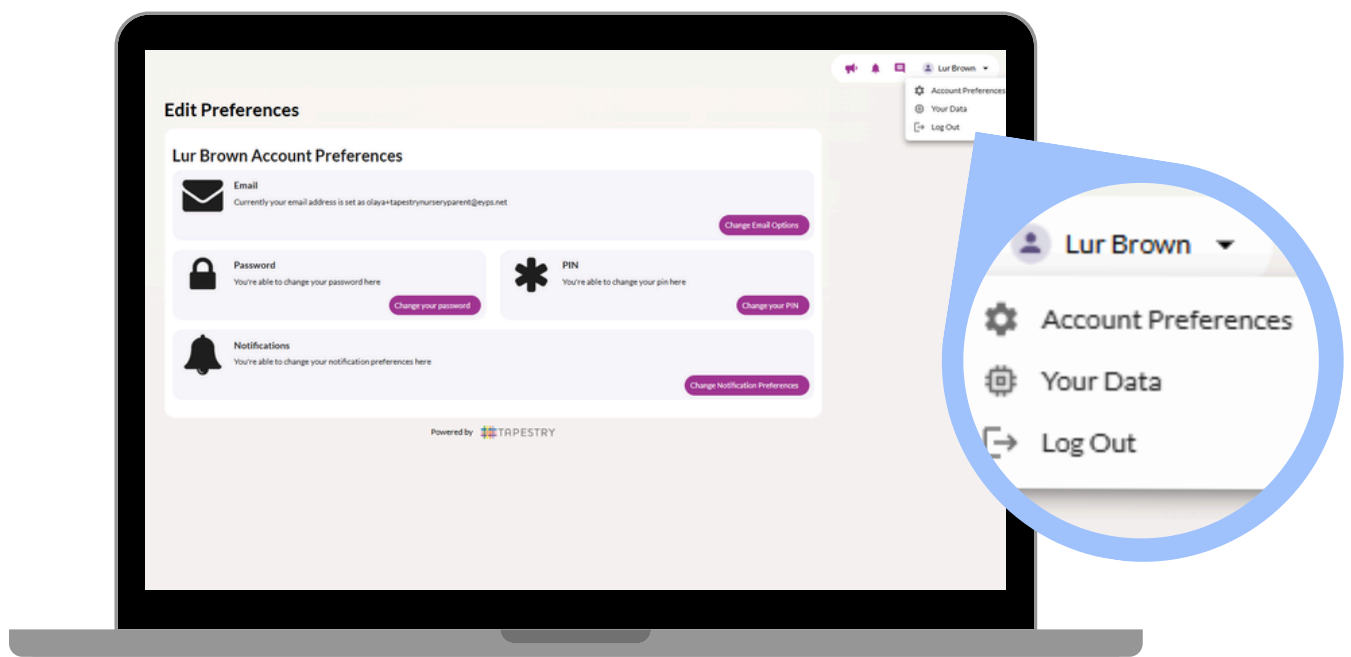 Lur Brown
Account Preferences
Your Data
Log Out
Edit Preferences
Lur Brown Account Preferences
Email
Currently your email address is set as olaya+tapestrynurseryparent@eyps.net
Change Email Options
Password
You're able to change your password here
Change your password
PIN
You're able to change your pin here
Change your PIN
Notifications
You're able to change your notification preferences here
Change Notification Preferences
Powered by TAPESTRY
Lur Brown
Account Preferences
Your Data
Log Out